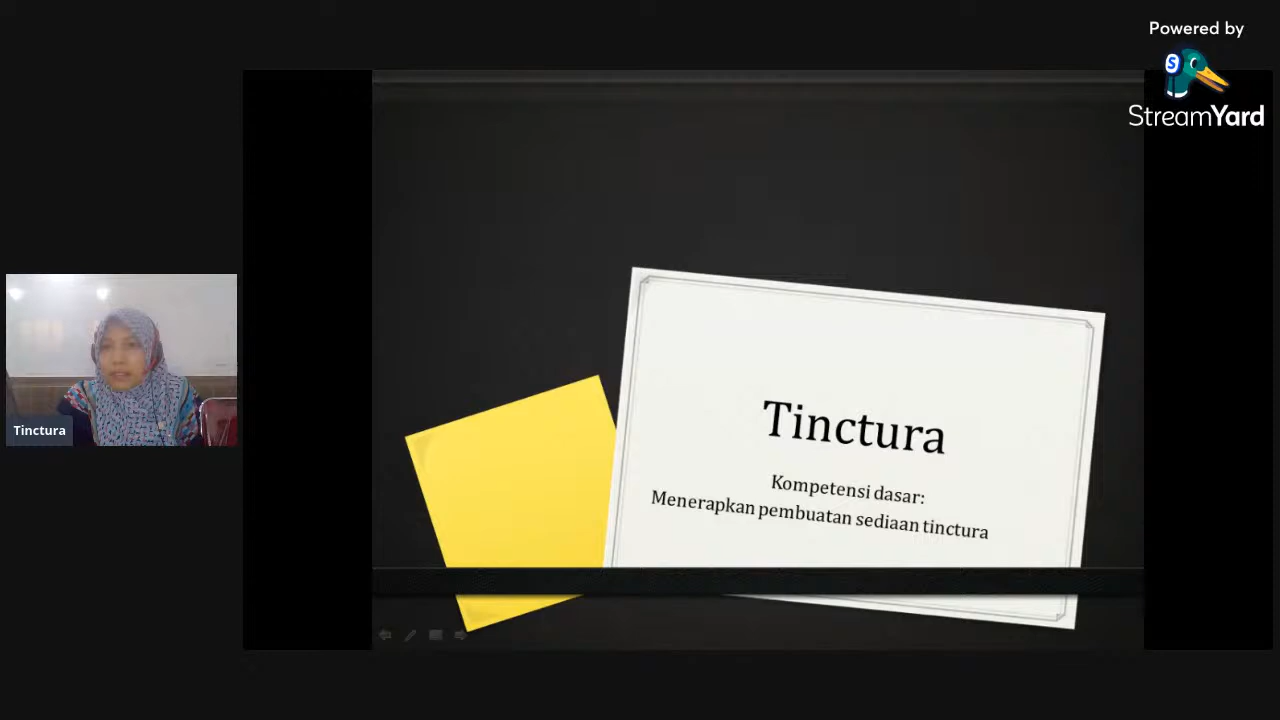 Powered by
StreamYard
Tinctura
Kompetensi dasar:
Menerapkan pembuatan sediaan tinctura
Tinctura